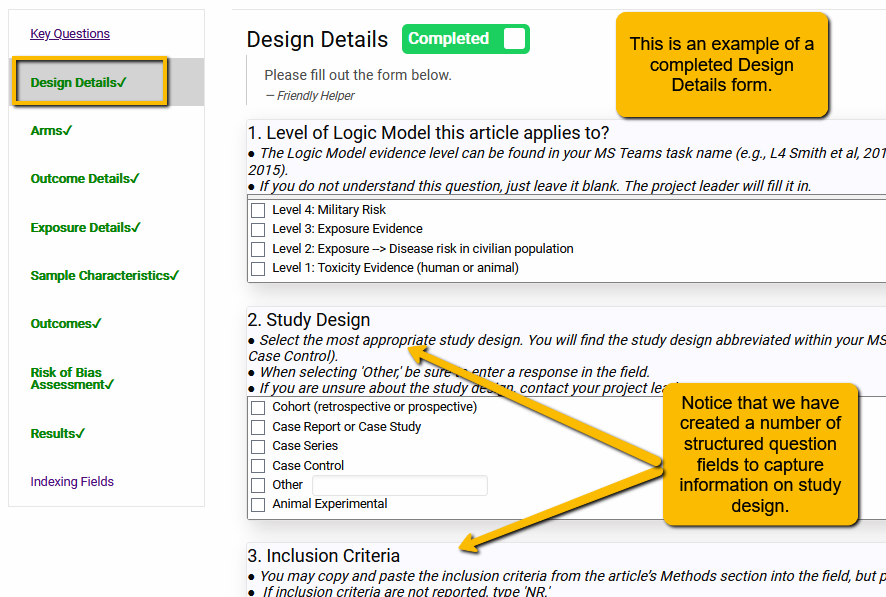 Key Questions
Design Details✓
Arms✓
Outcome Details✓
Exposure Details✓
Sample Characteristics✓
Outcomes✓
Risk of Bias
Assessment✓
Results✓
Indexing Fields
Design Details
Completed
Please fill out the form below.
— Friendly Helper
This is an example of a
completed Design
Details form.
1. Level of Logic Model this article applies to?
● The Logic Model evidence level can be found in your MS Teams task name (e.g., L4 Smith et al, 201
2015).
● If you do not understand this question, just leave it blank. The project leader will fill it in.
Level 4: Military Risk
Level 3: Exposure Evidence
Level 2: Exposure --> Disease risk in civilian population
Level 1: Toxicity Evidence (human or animal)
2. Study Design
● Select the most appropriate study design. You will find the study design abbreviated within your MS
Case Control).
● When selecting 'Other,' be sure to enter a response in the field.
● If you are unsure about the study design, contact your project
Cohort (retrospective or prospective)
Case Report or Case Study
Case Series
Case Control
Other
Animal Experimental
Notice that we have
created a number of
structured question
fields to capture
information on study
design.
3. Inclusion Criteria
● You may copy and paste the inclusion criteria from the article's Methods section into the field, but p
● If inclusion criteria are not reported, type 'NR.'